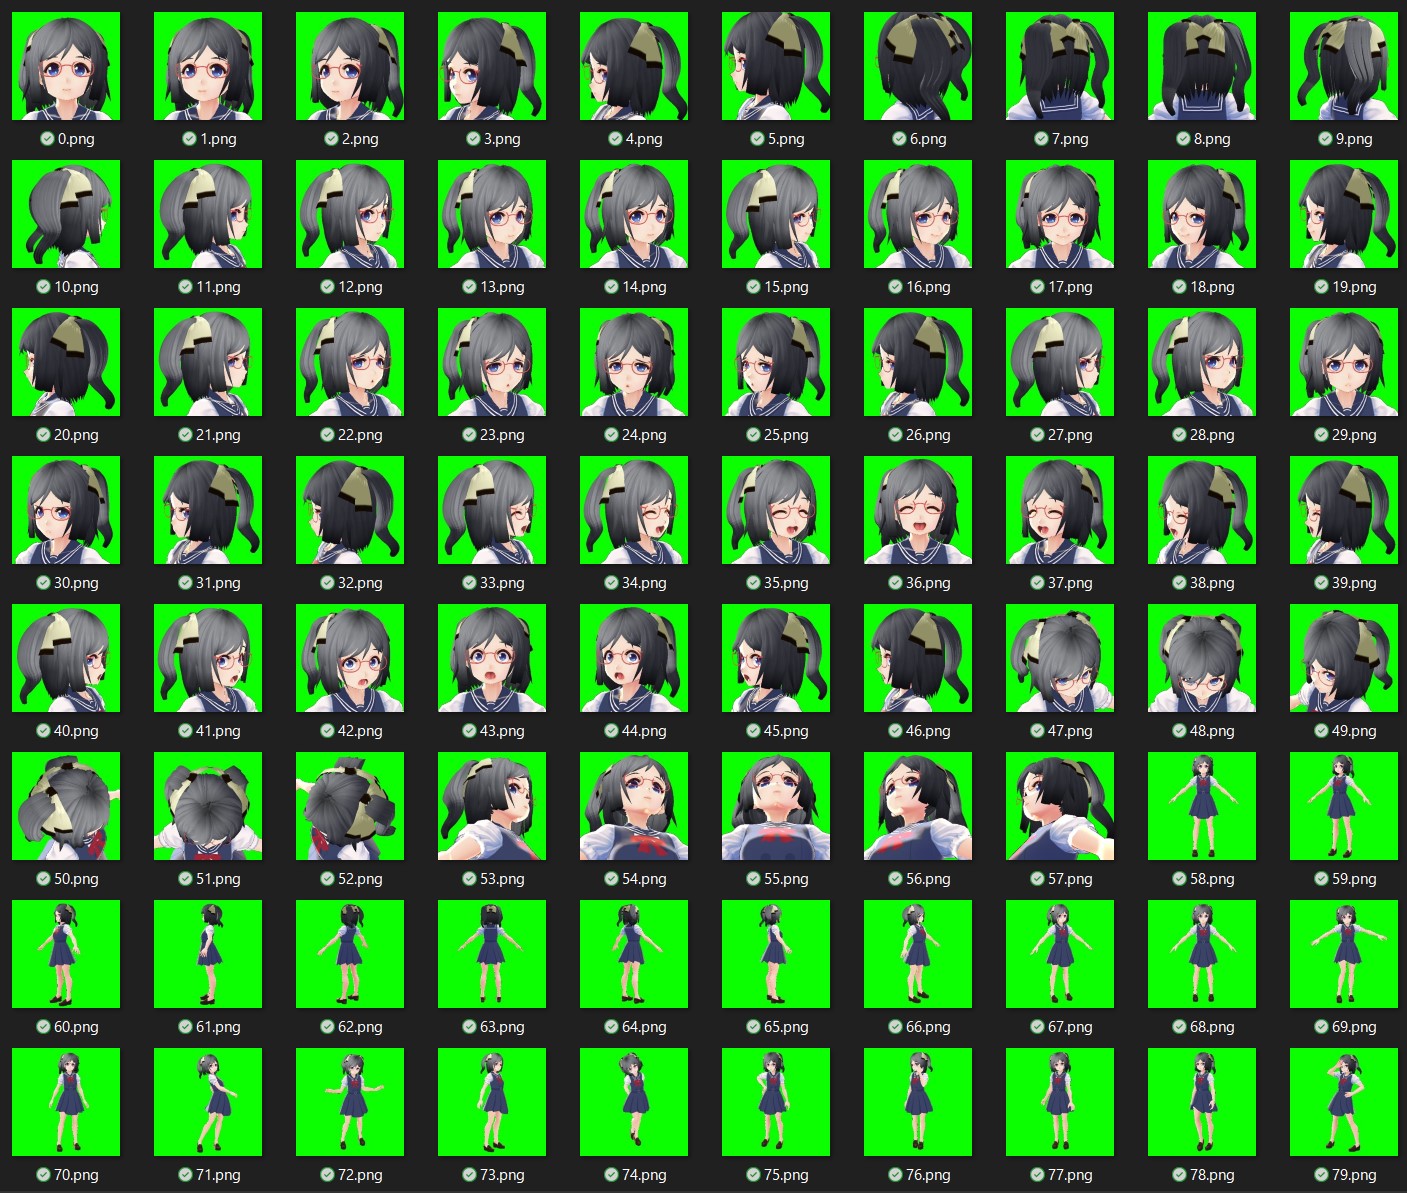 0.png 1.png 2.png 3.png 4.png 5.png 6.png 7.png 8.png 9.png
10.png 11.png 12.png 13.png 14.png 15.png 16.png 17.png 18.png 19.png
20.png 21.png 22.png 23.png 24.png 25.png 26.png 27.png 28.png 29.png
30.png 31.png 32.png 33.png 34.png 35.png 36.png 37.png 38.png 39.png
40.png 41.png 42.png 43.png 44.png 45.png 46.png 47.png 48.png 49.png
50.png 51.png 52.png 53.png 54.png 55.png 56.png 57.png 58.png 59.png
60.png 61.png 62.png 63.png 64.png 65.png 66.png 67.png 68.png 69.png
70.png 71.png 72.png 73.png 74.png 75.png 76.png 77.png 78.png 79.png